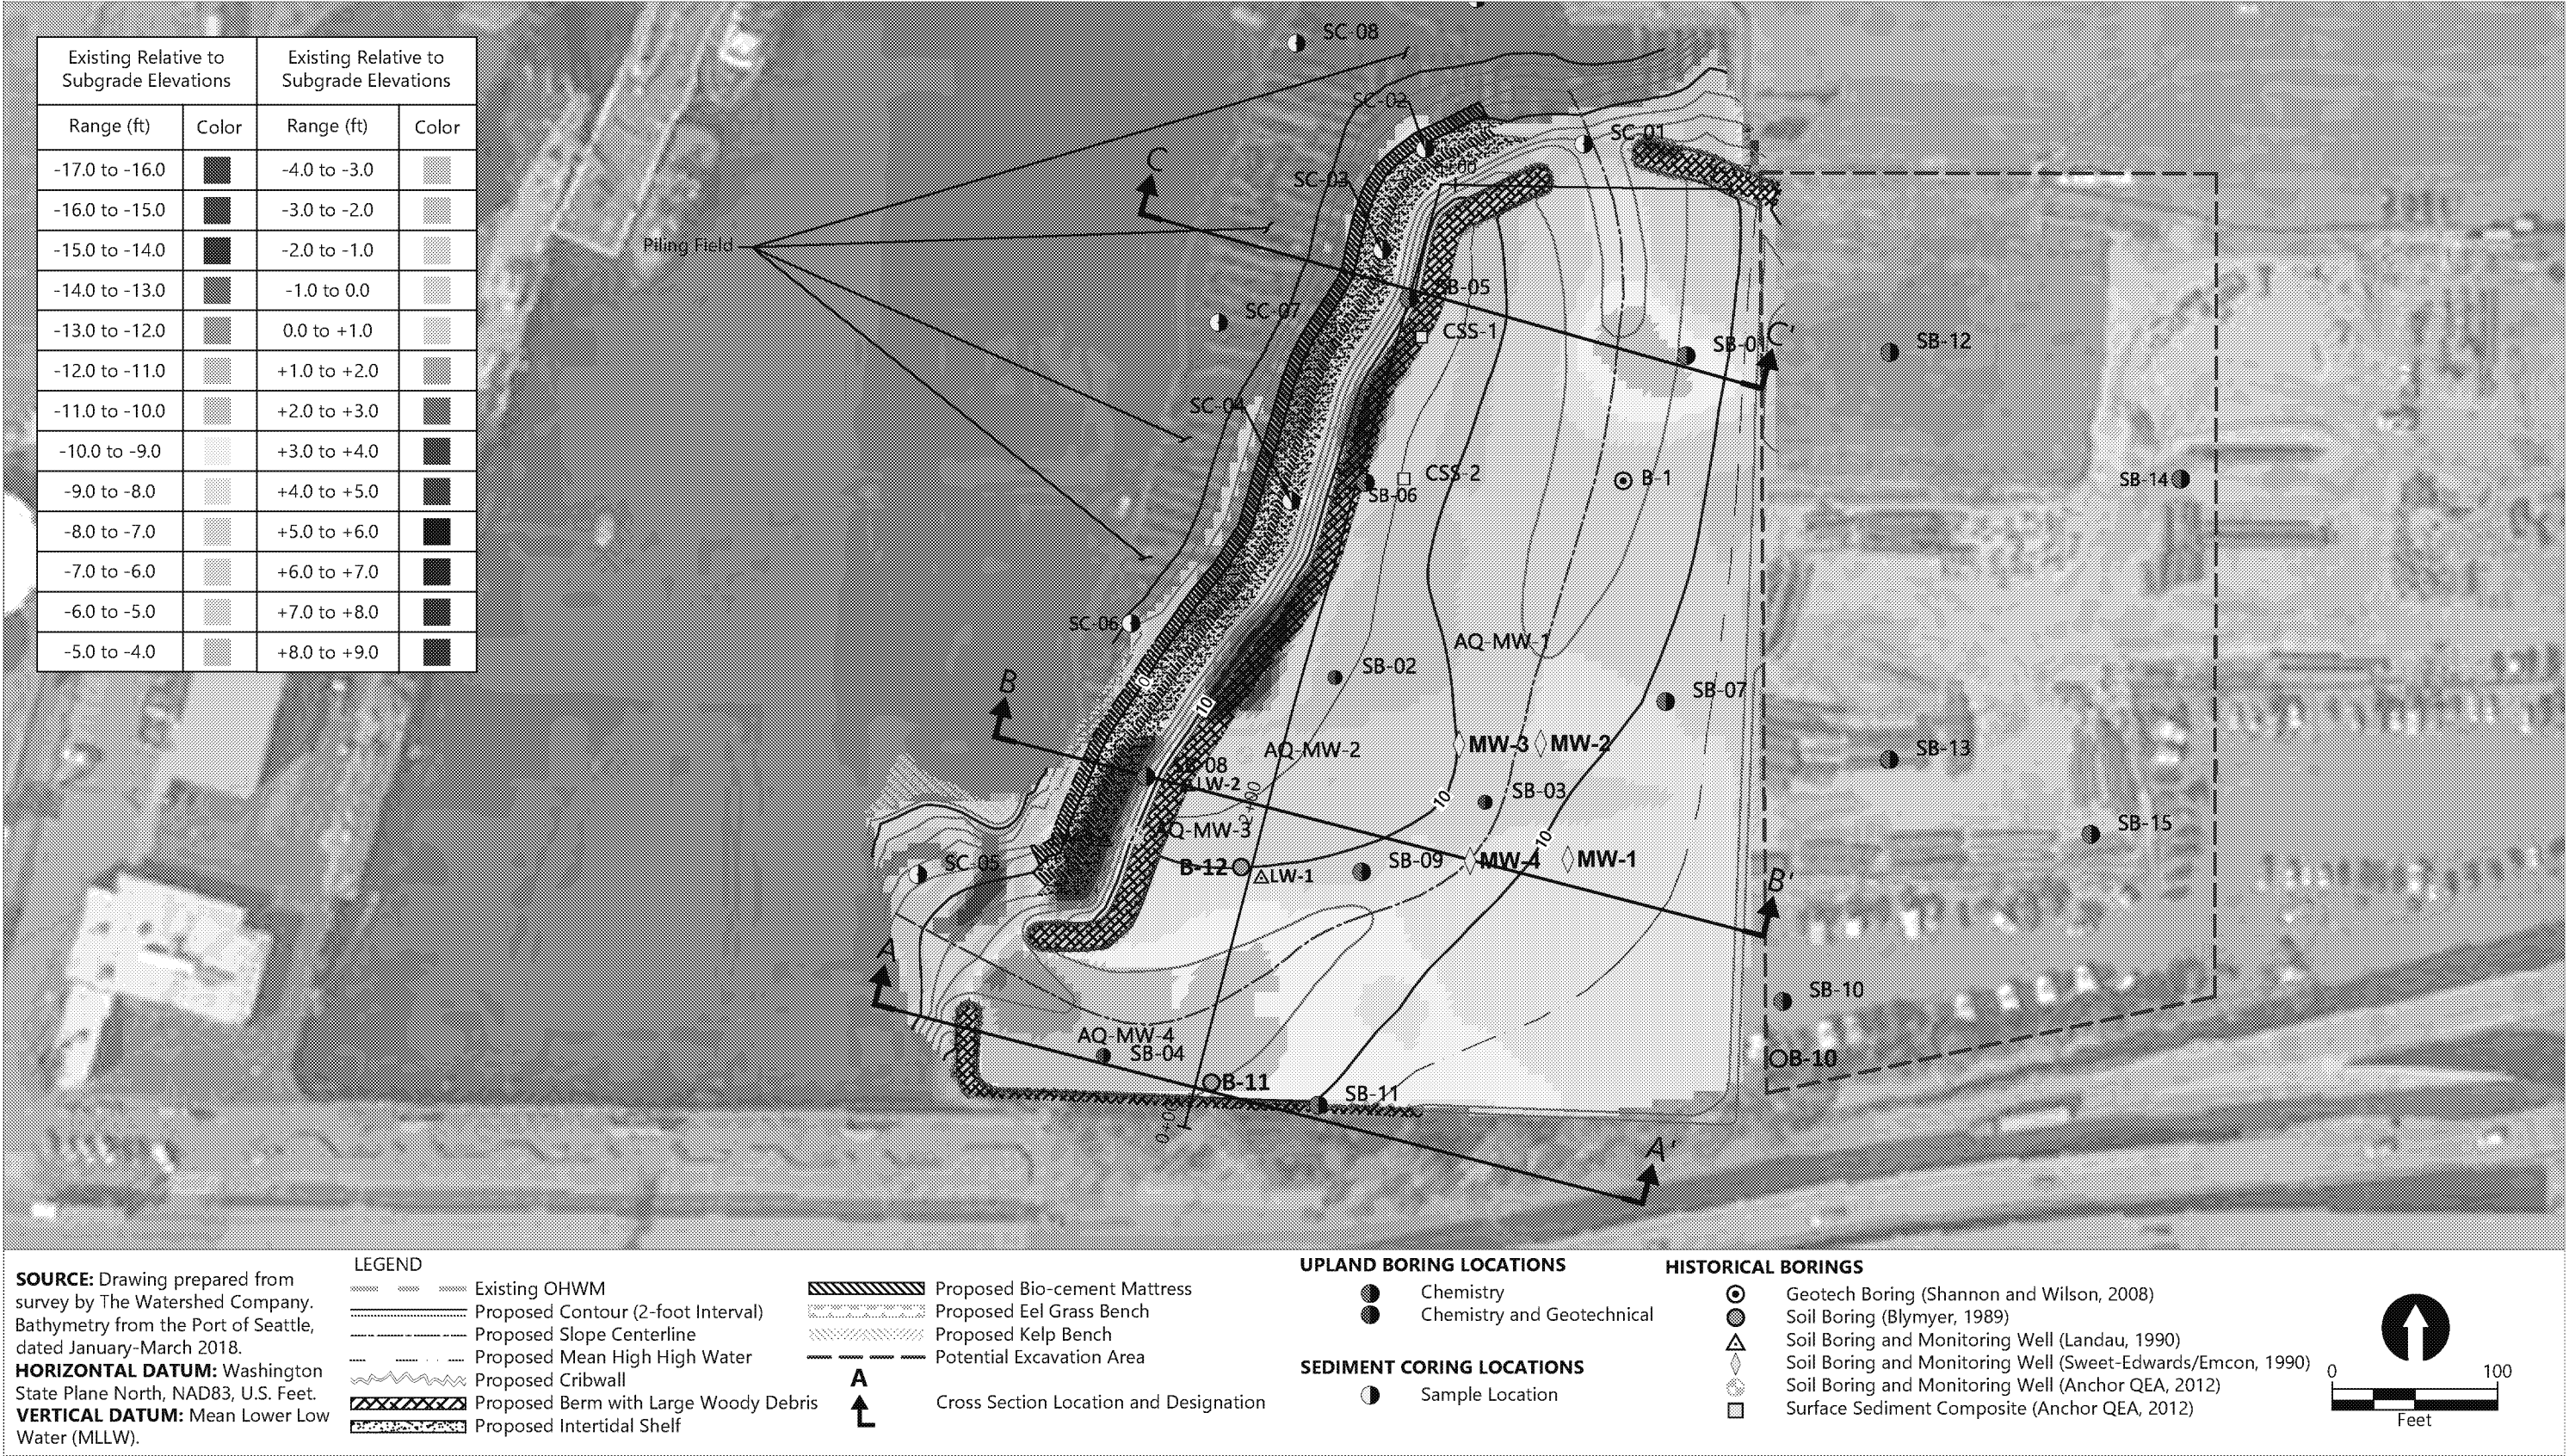 Existing Relative to
Subgrade Elevations
Existing Relative to
Subgrade Elevations
Range (ft) Color Range (ft) Color
-17.0 to -16.0 -4.0 to -3.0
-16.0 to -15.0 -3.0 to -2.0
-15.0 to -14.0 -2.0 to -1.0
-14.0 to -13.0 -1.0 to 0.0
-13.0 to -12.0 0.0 to +1.0
-12.0 to -11.0 +1.0 to +2.0
-11.0 to -10.0 +2.0 to +3.0
-10.0 to -9.0 +3.0 to +4.0
-9.0 to -8.0 +4.0 to +5.0
-8.0 to -7.0 +5.0 to +6.0
-7.0 to -6.0 +6.0 to +7.0
-6.0 to -5.0 +7.0 to +8.0
-5.0 to -4.0 +8.0 to +9.0
SC-08
SC-02
SC-01
C
SC-03
Piling Field
SB-05
SC-07
CSS-1
SB-01
C'
SB-12
SC-04
CSS-2
SB-06
B-1
SB-14
SC-06
AQ-MW-1
SB-02
SB-07
B
0
10
AQ-MW-2
MW-3
MW-2
SB-13
LW-2
SB-03
2+00
10
AQ-MW-3
10
SB-15
SC-05
B-12
LW-1
SB-09
MW-4
MW-1
B'
A
SB-10
AQ-MW-4
SB-04
B-10
B-11
SB-11
0+00
A'
SOURCE: Drawing prepared from
survey by The Watershed Company.
Bathymetry from the Port of Seattle,
dated January-March 2018.
HORIZONTAL DATUM: Washington
State Plane North, NAD83, U.S. Feet.
VERTICAL DATUM: Mean Lower Low
Water (MLLW).
LEGEND
Existing OHWM
Proposed Contour (2-foot Interval)
Proposed Slope Centerline
Proposed Mean High High Water
Proposed Cribwall
Proposed Berm with Large Woody Debris
Proposed Intertidal Shelf
Proposed Bio-cement Mattress
Proposed Eel Grass Bench
Proposed Kelp Bench
Potential Excavation Area
A
Cross Section Location and Designation
UPLAND BORING LOCATIONS
Chemistry
Chemistry and Geotechnical
SEDIMENT CORING LOCATIONS
Sample Location
HISTORICAL BORINGS
Geotech Boring (Shannon and Wilson, 2008)
Soil Boring (Blymyer, 1989)
Soil Boring and Monitoring Well (Landau, 1990)
Soil Boring and Monitoring Well (Sweet-Edwards/Emcon, 1990)
Soil Boring and Monitoring Well (Anchor QEA, 2012)
Surface Sediment Composite (Anchor QEA, 2012)
0 100
Feet